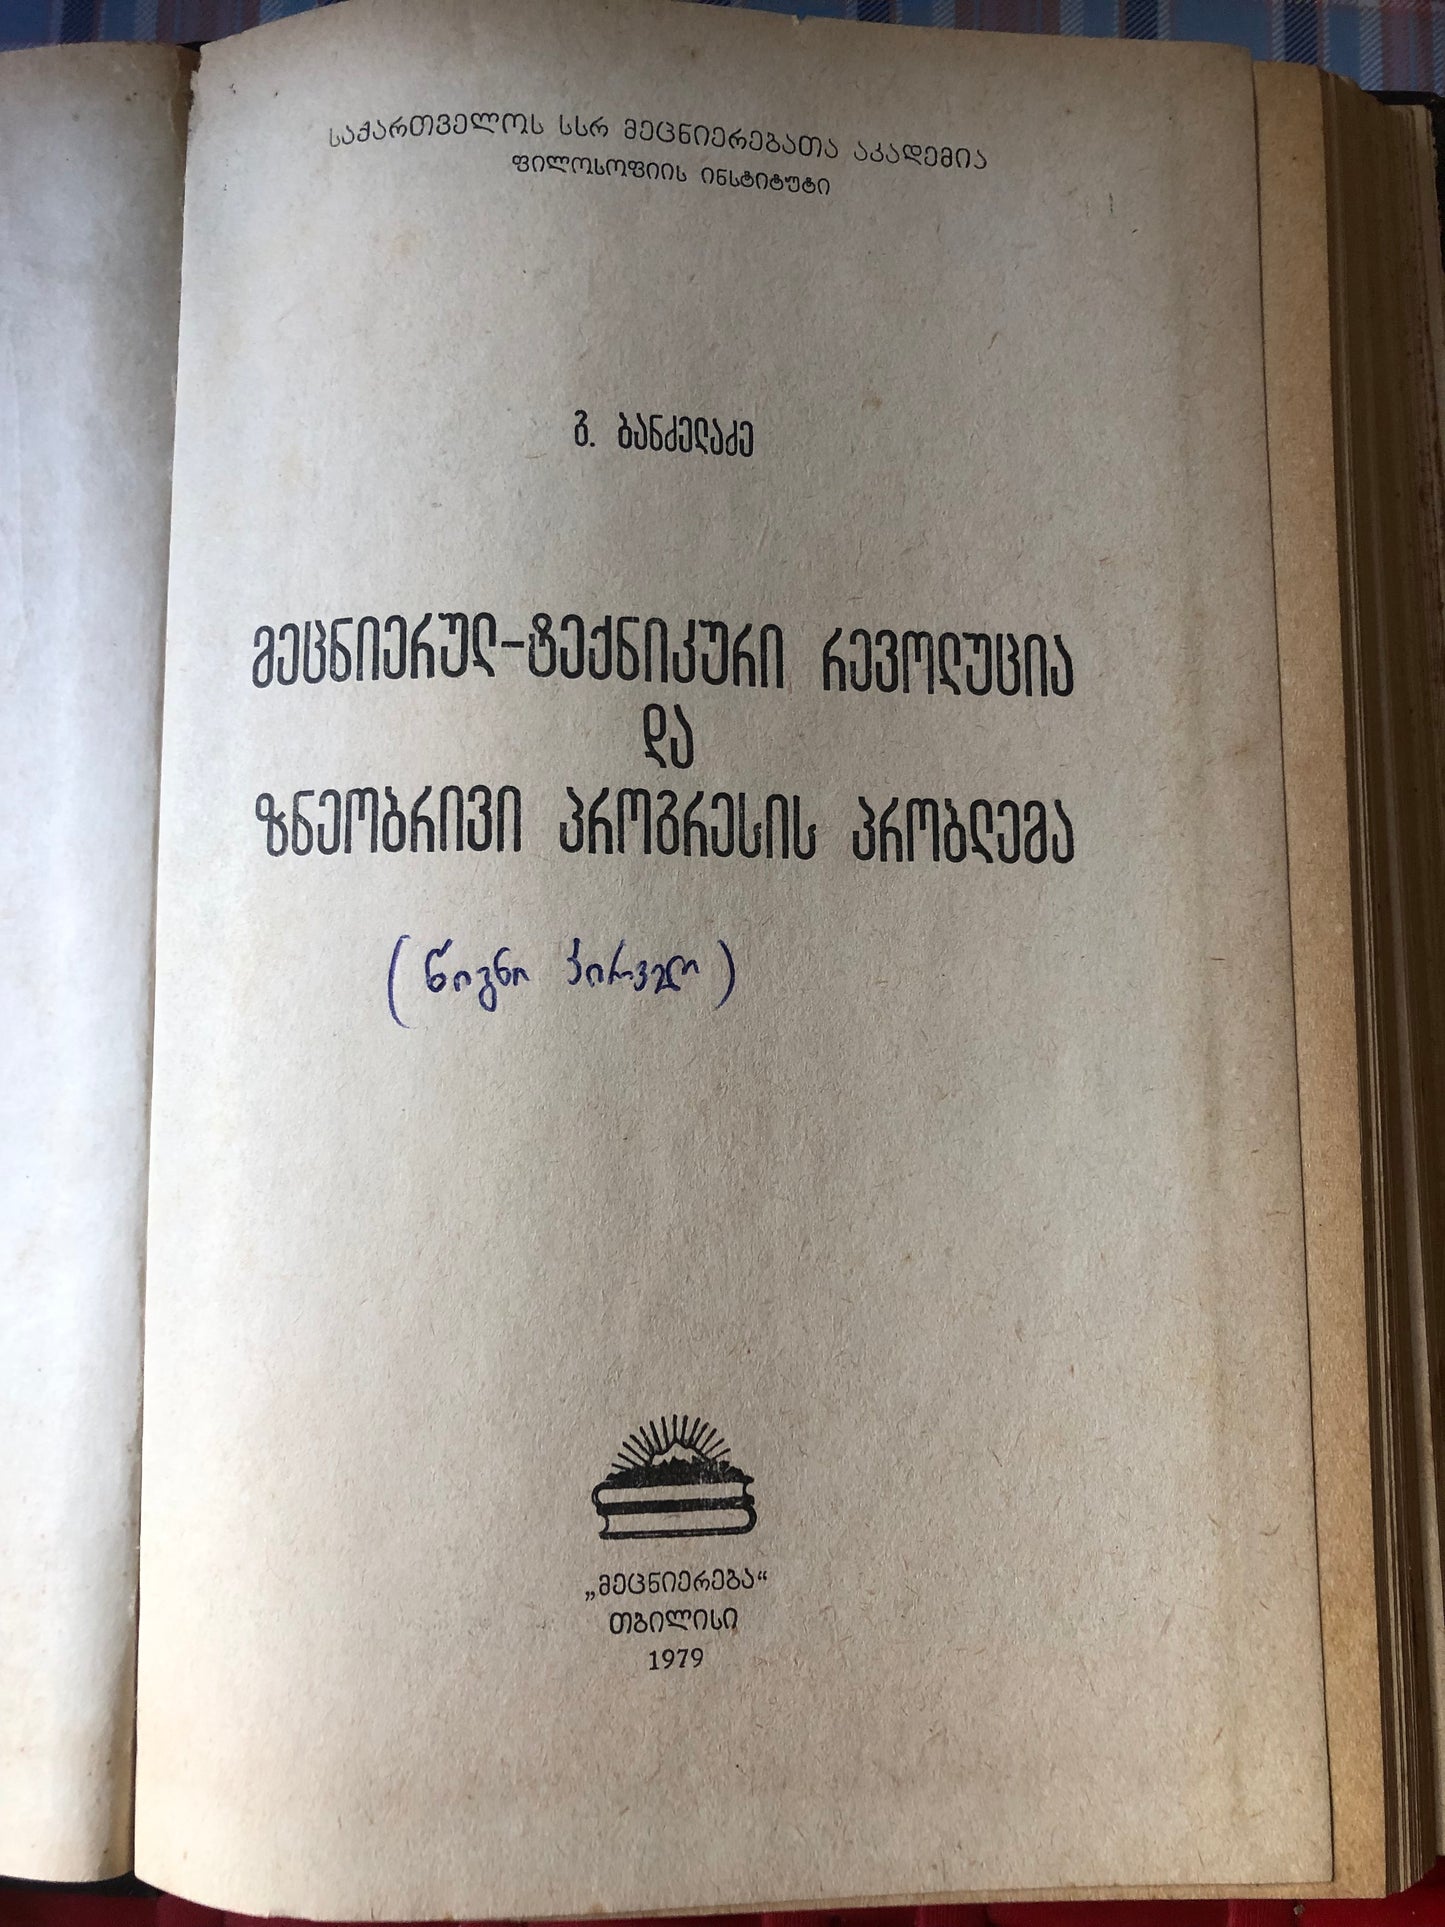 საქართველოს სსრ მეცნიერებათა აკადემია
ფილოსოფიის ინსტიტუტი
გ. ბანძელაძე
მეცნიერულ-ტექნიკური რევოლუცია
და
ზნეობრივი პროგრესის პრობლემა
(წიგნი პირველი)
„მეცნიერება“
თბილისი
1979